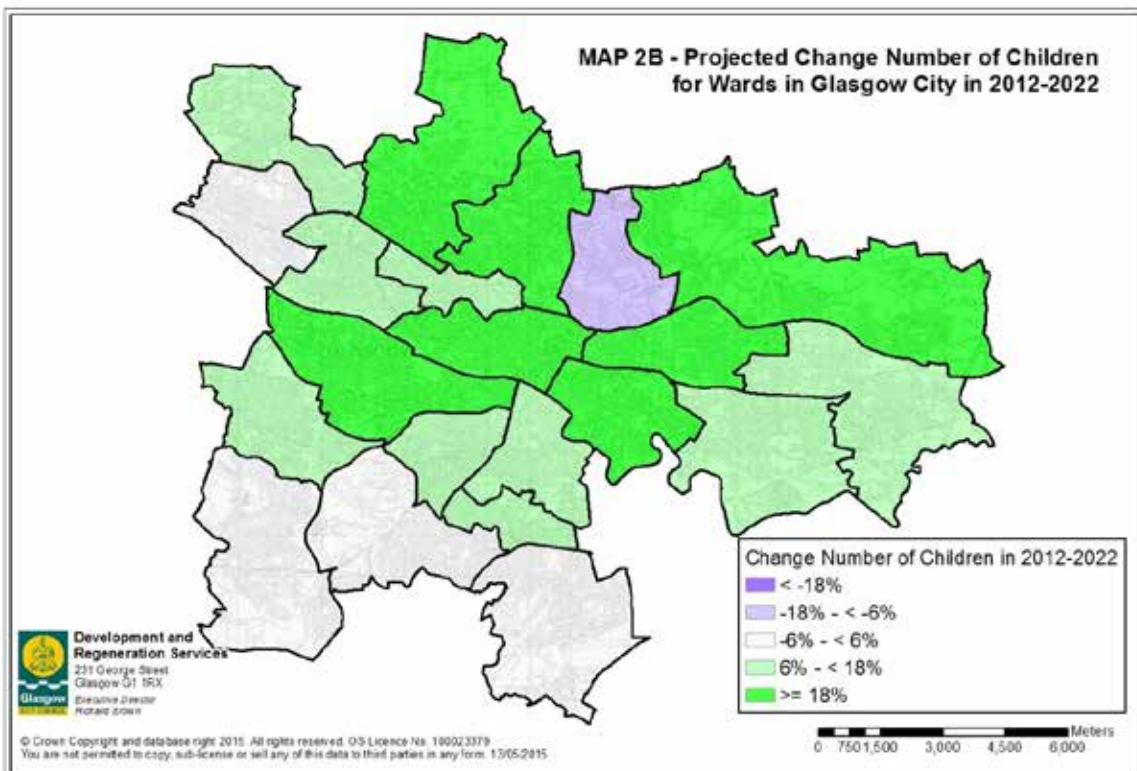 MAP 2B - Projected Change Number of Children
for Wards in Glasgow City in 2012-2022
Change Number of Children in 2012-2022
< -18%
-18% - < -6%
-6% - < 6%
6% - < 18%
>= 18%
Development and
Regeneration Services
231 George Street
Glasgow G1 1RX
Executive Director
Richard Brown
Glasgow
CITY COUNCIL
Meters
0 750 1,500 3,000 4,500 6,000
© Crown Copyright and database right 2015. All rights reserved. OS Licence No. 100023379
You are not permitted to copy, sub-license or sell any of this data to third parties in any form. 13/05/2015